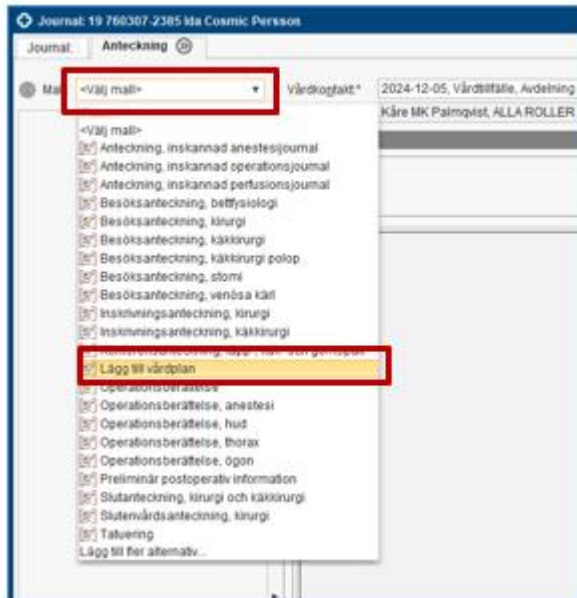 Journal: 19 760307-2385 Ida Cosmic Persson
Journal: Anteckning
<Välj mall> Vårdkontakt:* 2024-12-05, Vårdtillfälle, Avdelning
Kåre MK Palmqvist, ALLA ROLLER
<Välj mall>
Anteckning, inskannad anestesijournal
Anteckning, inskannad operationsjournal
Anteckning, inskannad perfusionsjournal
Besöksanteckning, bettfysiologi
Besöksanteckning, kirurgi
Besöksanteckning, käkkirurgi
Besöksanteckning, käkkirurgi polop
Besöksanteckning, stomi
Besöksanteckning, venösa kärl
Inskrivningsanteckning, kirurgi
Inskrivningsanteckning, käkkirurgi
Lägg till vårdplan
Operationsberättelse
Operationsberättelse, anestesi
Operationsberättelse, hud
Operationsberättelse, thorax
Operationsberättelse, ögon
Preliminär postoperativ information
Slutanteckning, kirurgi och käkkirurgi
Slutenvårdsanteckning, kirurgi
Tatuering
Lägg till fler alternativ...